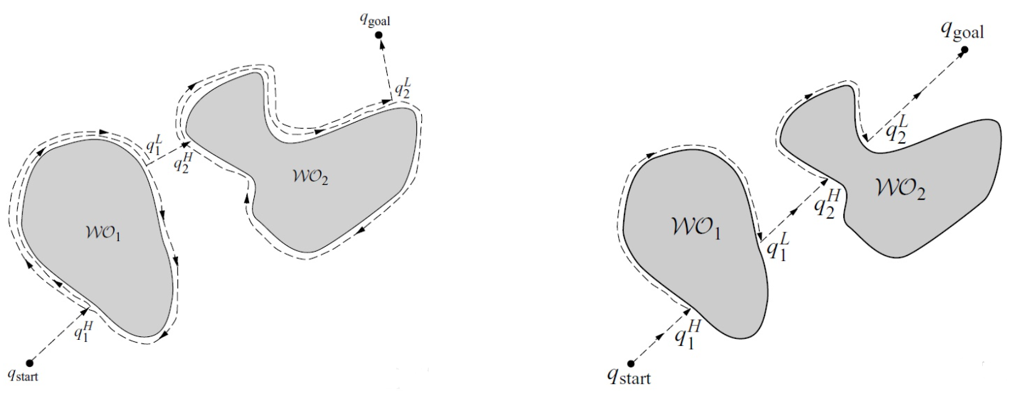 q_goal
q_2^L
q_1^L
q_2^H
WO_2
WO_1
q_1^H
q_start
q_goal
q_2^L
WO_2
q_2^H
WO_1
q_1^L
q_1^H
q_start